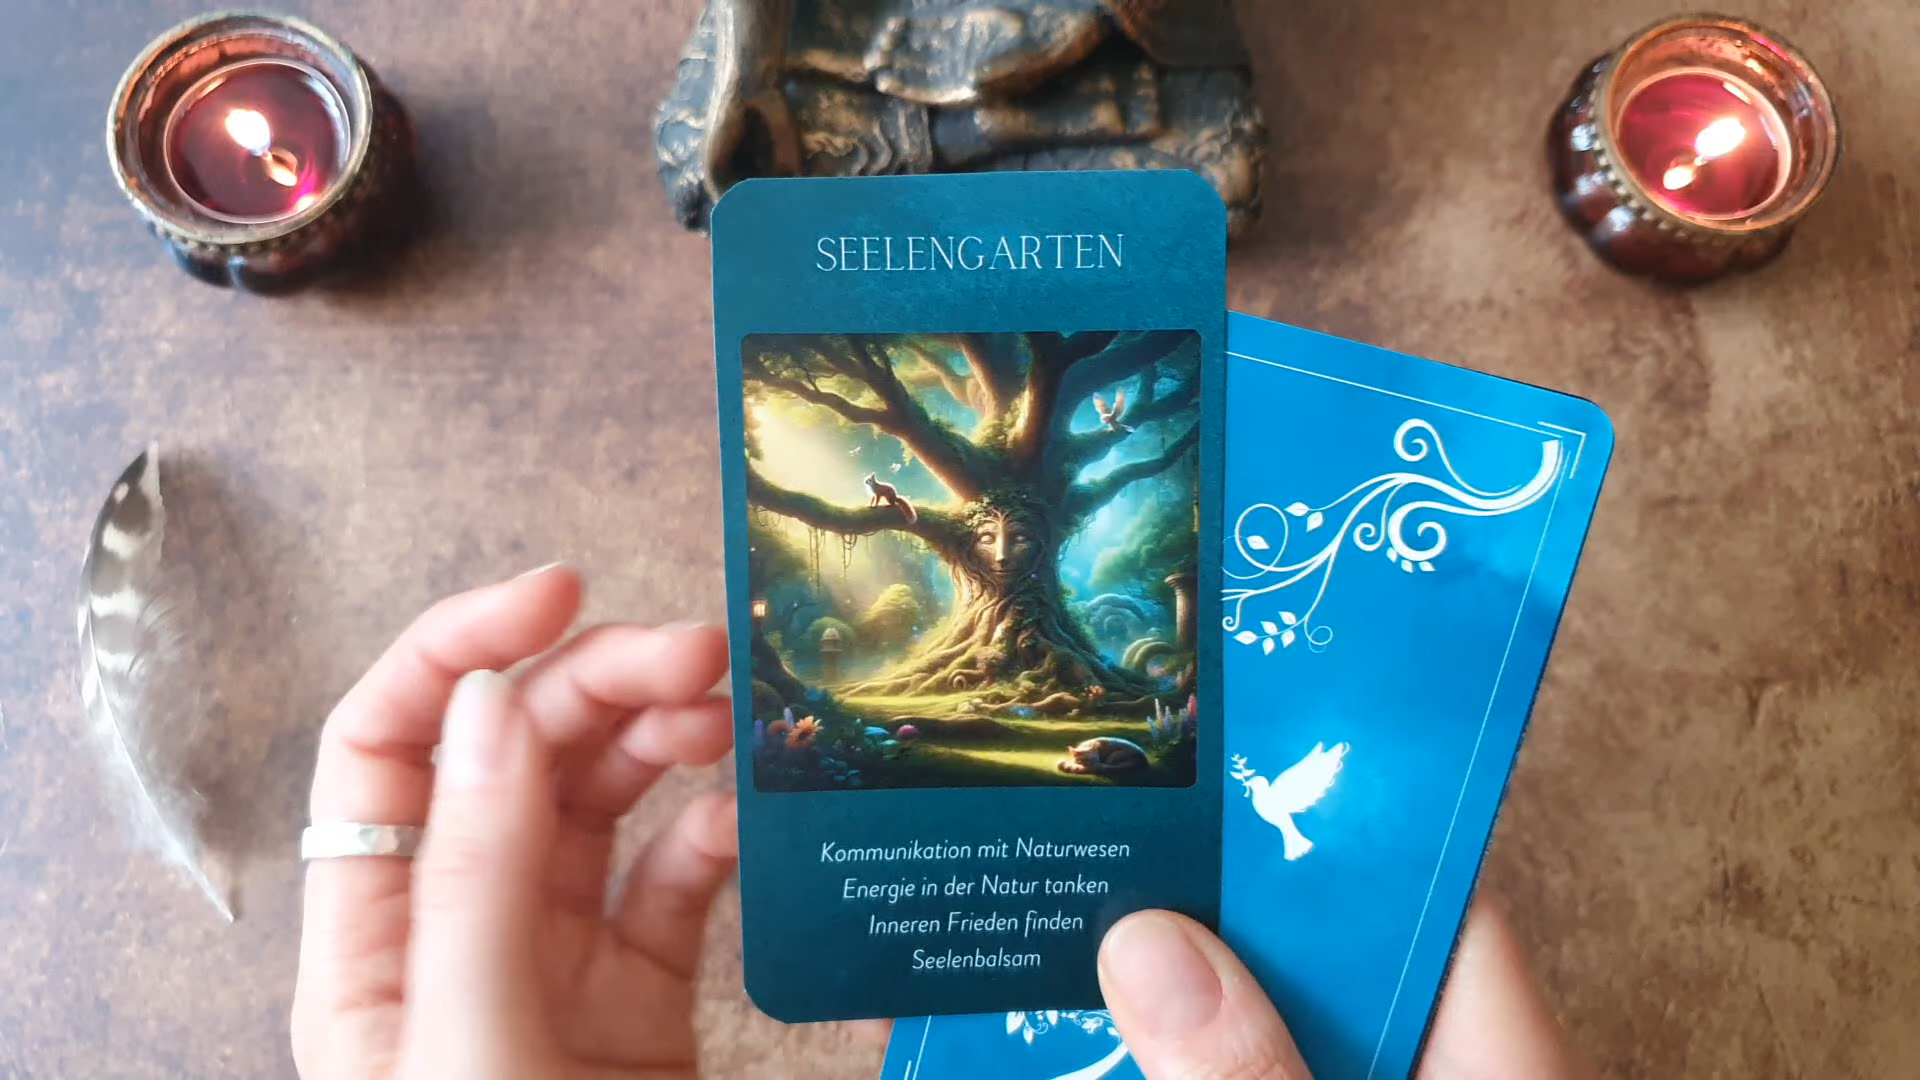 SEELENGARTEN
Kommunikation mit Naturwesen
Energie in der Natur tanken
Inneren Frieden finden
Seelenbalsam